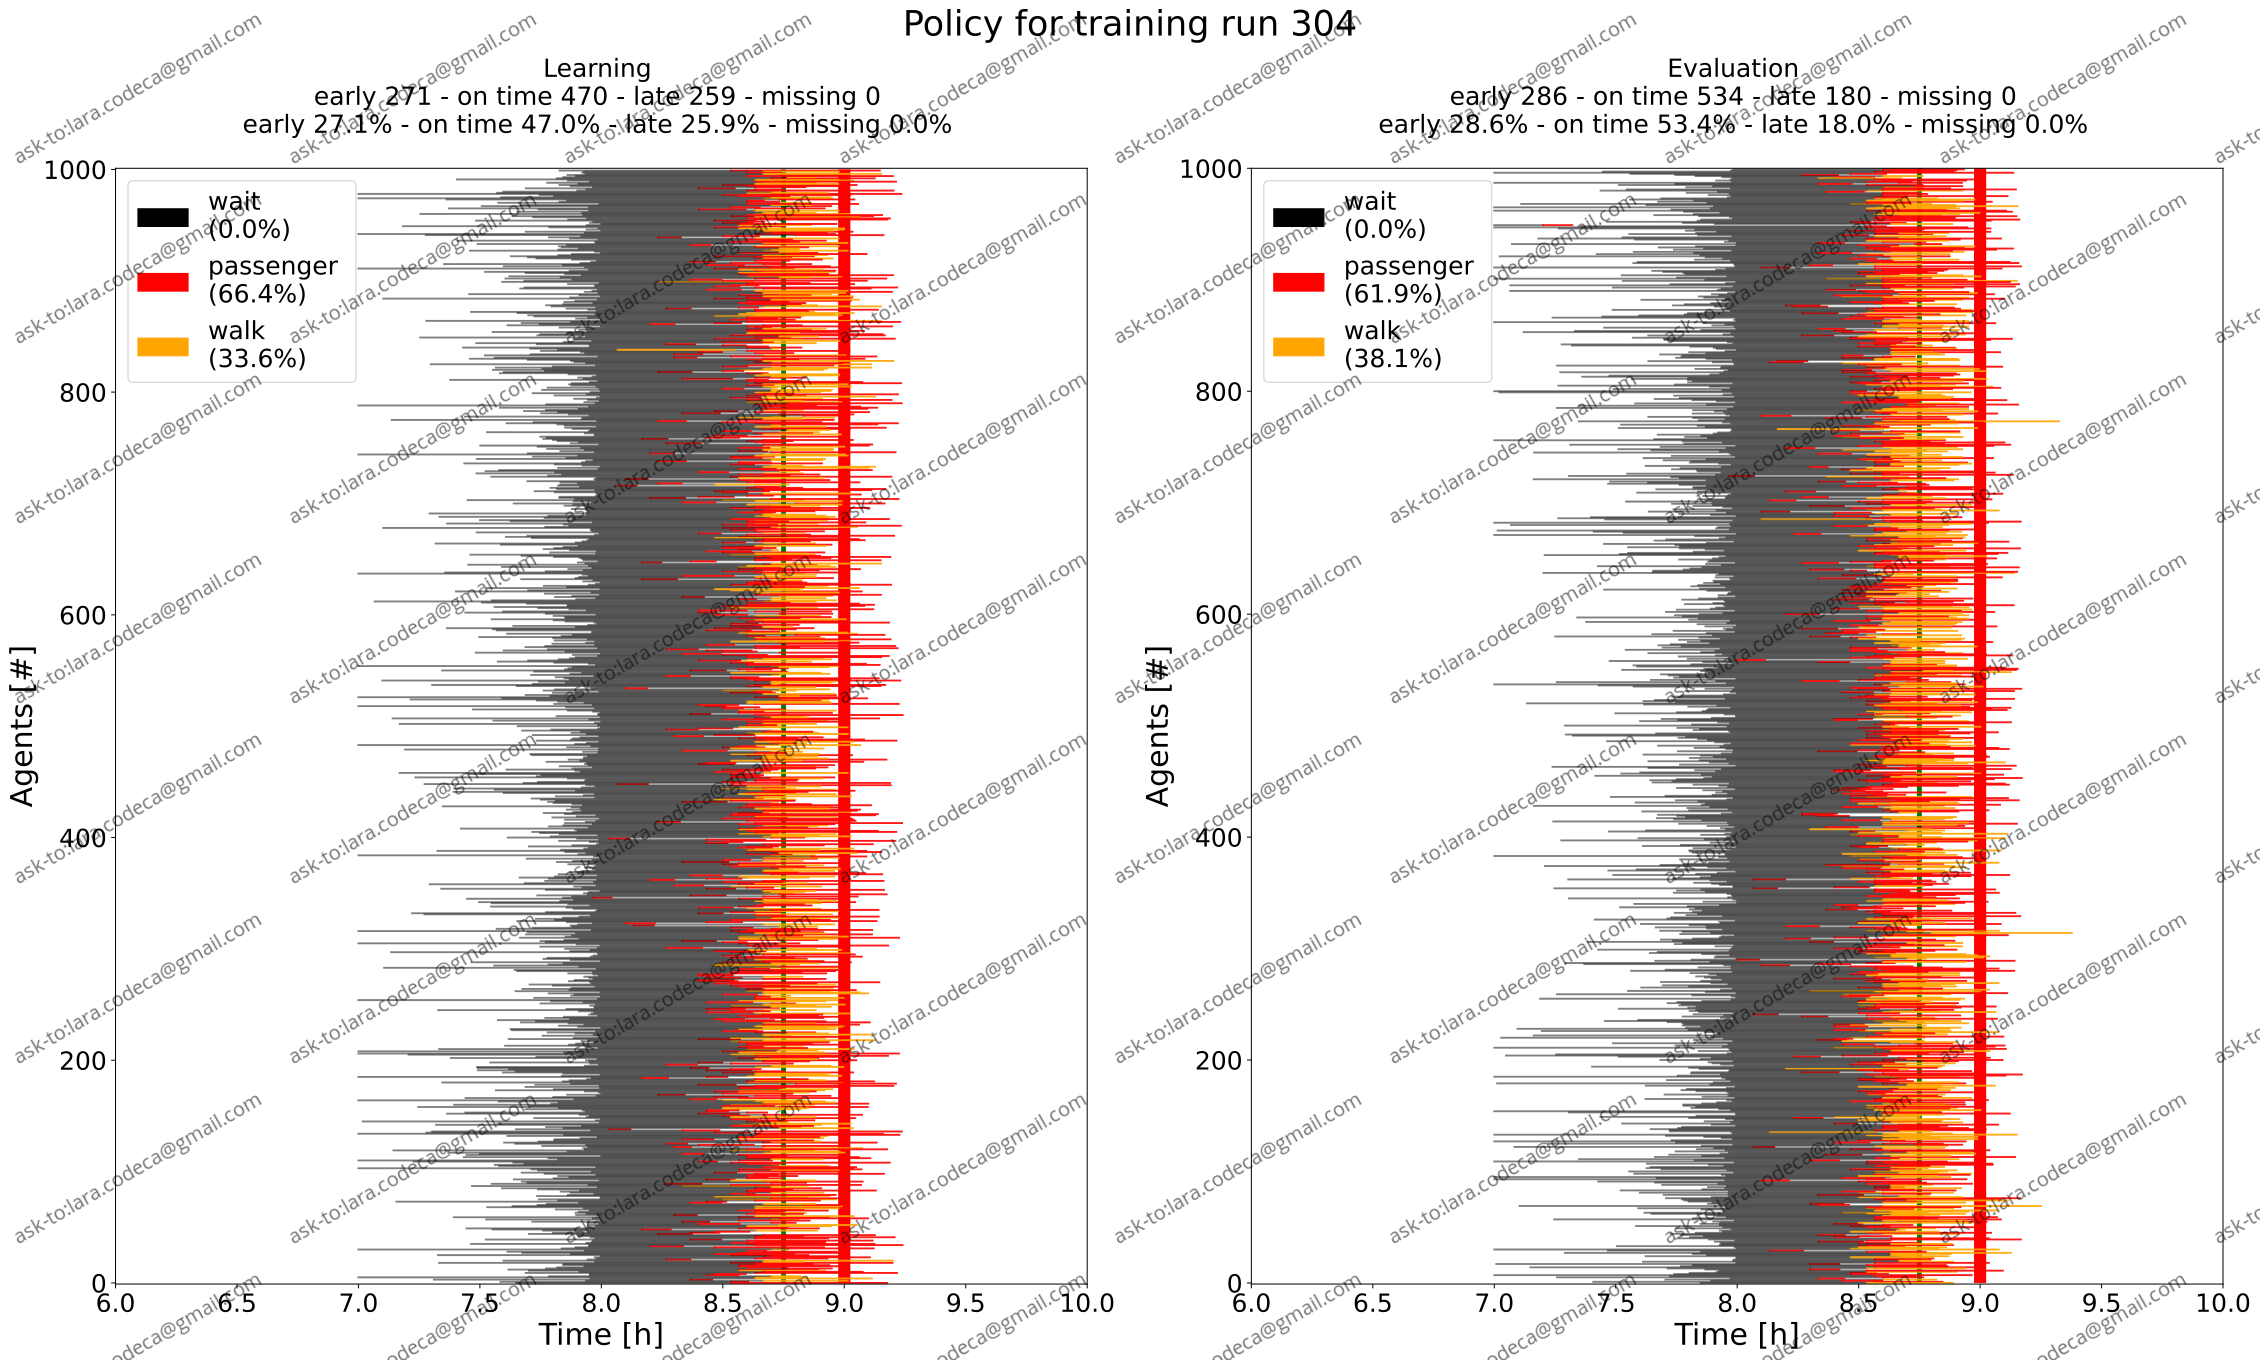 Policy for training run 304
Learning
early 271 - on time 470 - late 259 - missing 0
early 27.1% - on time 47.0% - late 25.9% - missing 0.0%
Evaluation
early 286 - on time 534 - late 180 - missing 0
early 28.6% - on time 53.4% - late 18.0% - missing 0.0%
wait
(0.0%)
passenger
(66.4%)
walk
(33.6%)
wait
(0.0%)
passenger
(61.9%)
walk
(38.1%)
Agents [#]
1000
800
600
400
200
0
6.0 6.5 7.0 7.5 8.0 8.5 9.0 9.5 10.0
Time [h]
Agents [#]
1000
800
600
400
200
0
6.0 6.5 7.0 7.5 8.0 8.5 9.0 9.5 10.0
Time [h]
ask-to:lara.codeca@gmail.com